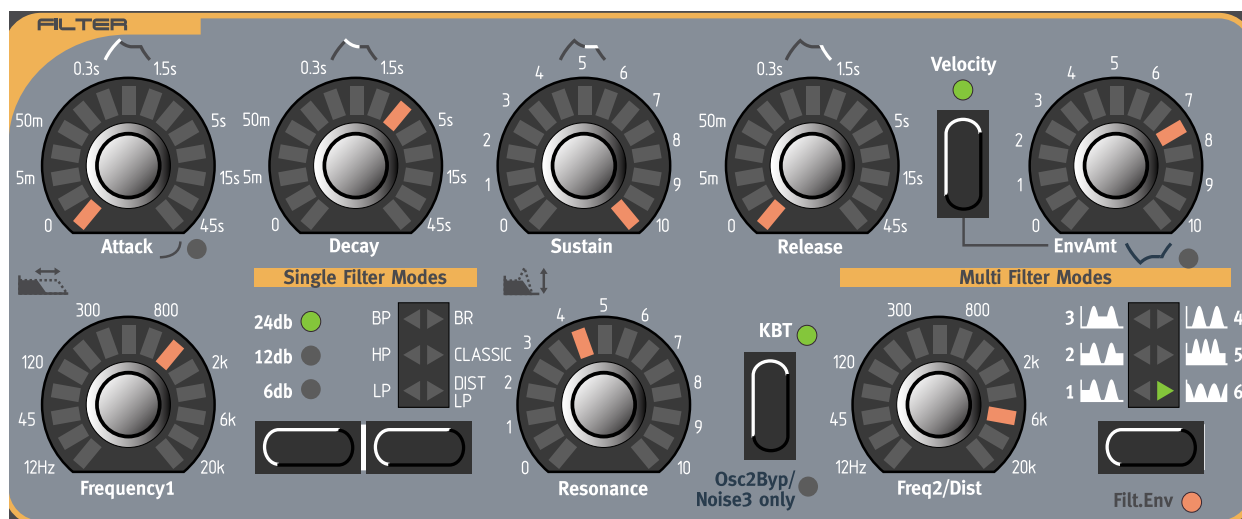 FILTER
0 5m 50m 0.3s 1.5s 5s 15s 45s
Attack
0 5m 50m 0.3s 1.5s 5s 15s 45s
Decay
0 1 2 3 4 5 6 7 8 9 10
Sustain
0 5m 50m 0.3s 1.5s 5s 15s 45s
Release
Velocity
0 1 2 3 4 5 6 7 8 9 10
EnvAmt
12Hz 45 120 300 800 2k 6k 20k
Frequency1
Single Filter Modes
24db BP BR
12db HP CLASSIC
6db LP DIST
LP
0 1 2 3 4 5 6 7 8 9 10
Resonance
KBT
Osc2Byp/
Noise3 only
Multi Filter Modes
12Hz 45 120 300 800 2k 6k 20k
Freq2/Dist
3 4
2 5
1 6
Filt.Env